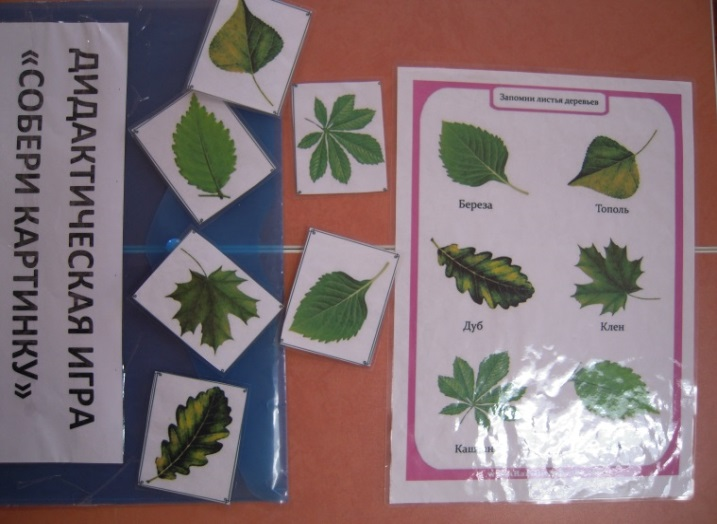 ДИДАКТИЧЕСКАЯ ИГРА
«СОБЕРИ КАРТИНКУ»
Запомни листья деревьев
Береза
Тополь
Дуб
Клен